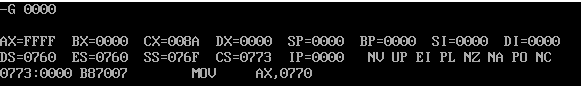 -G 0000
AX=FFFF  BX=0000  CX=008A  DX=0000  SP=0000  BP=0000  SI=0000  DI=0000
DS=0760  ES=0760  SS=076F  CS=0773  IP=0000   NV UP EI PL NZ NA PO NC
0773:0000 B87007        MOV     AX,0770